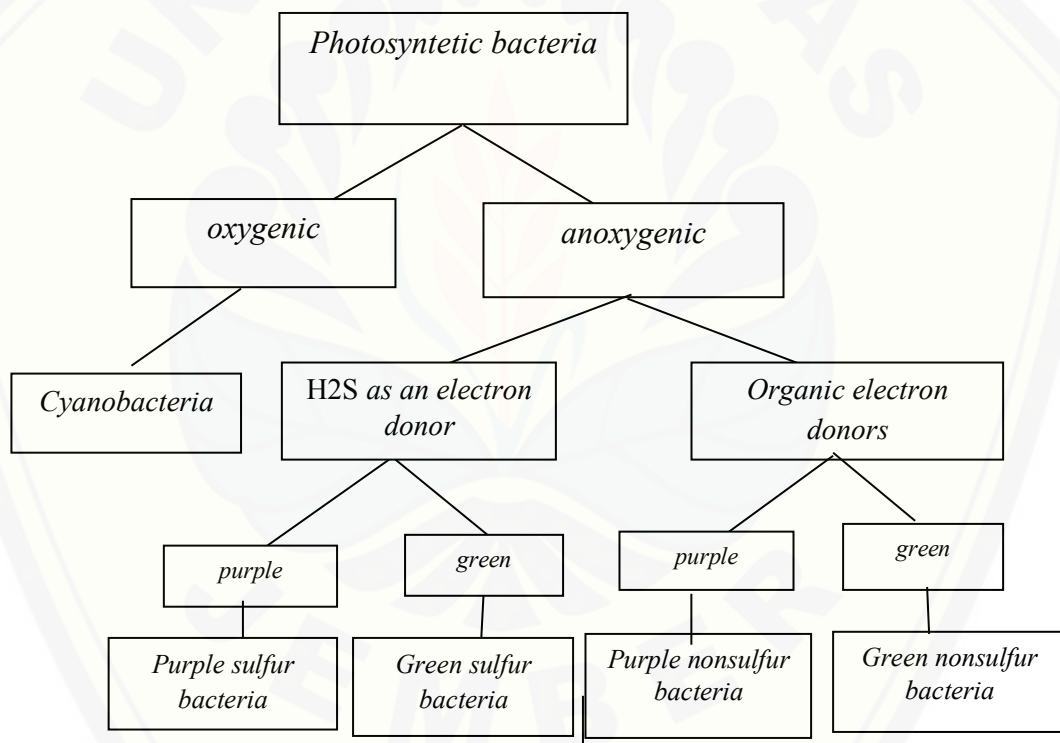 Photosyntetic bacteria
oxygenic
anoxygenic
Cyanobacteria
H2S as an electron
donor
Organic electron
donors
purple
green
purple
green
Purple sulfur
bacteria
Green sulfur
bacteria
Purple nonsulfur
bacteria
Green nonsulfur
bacteria